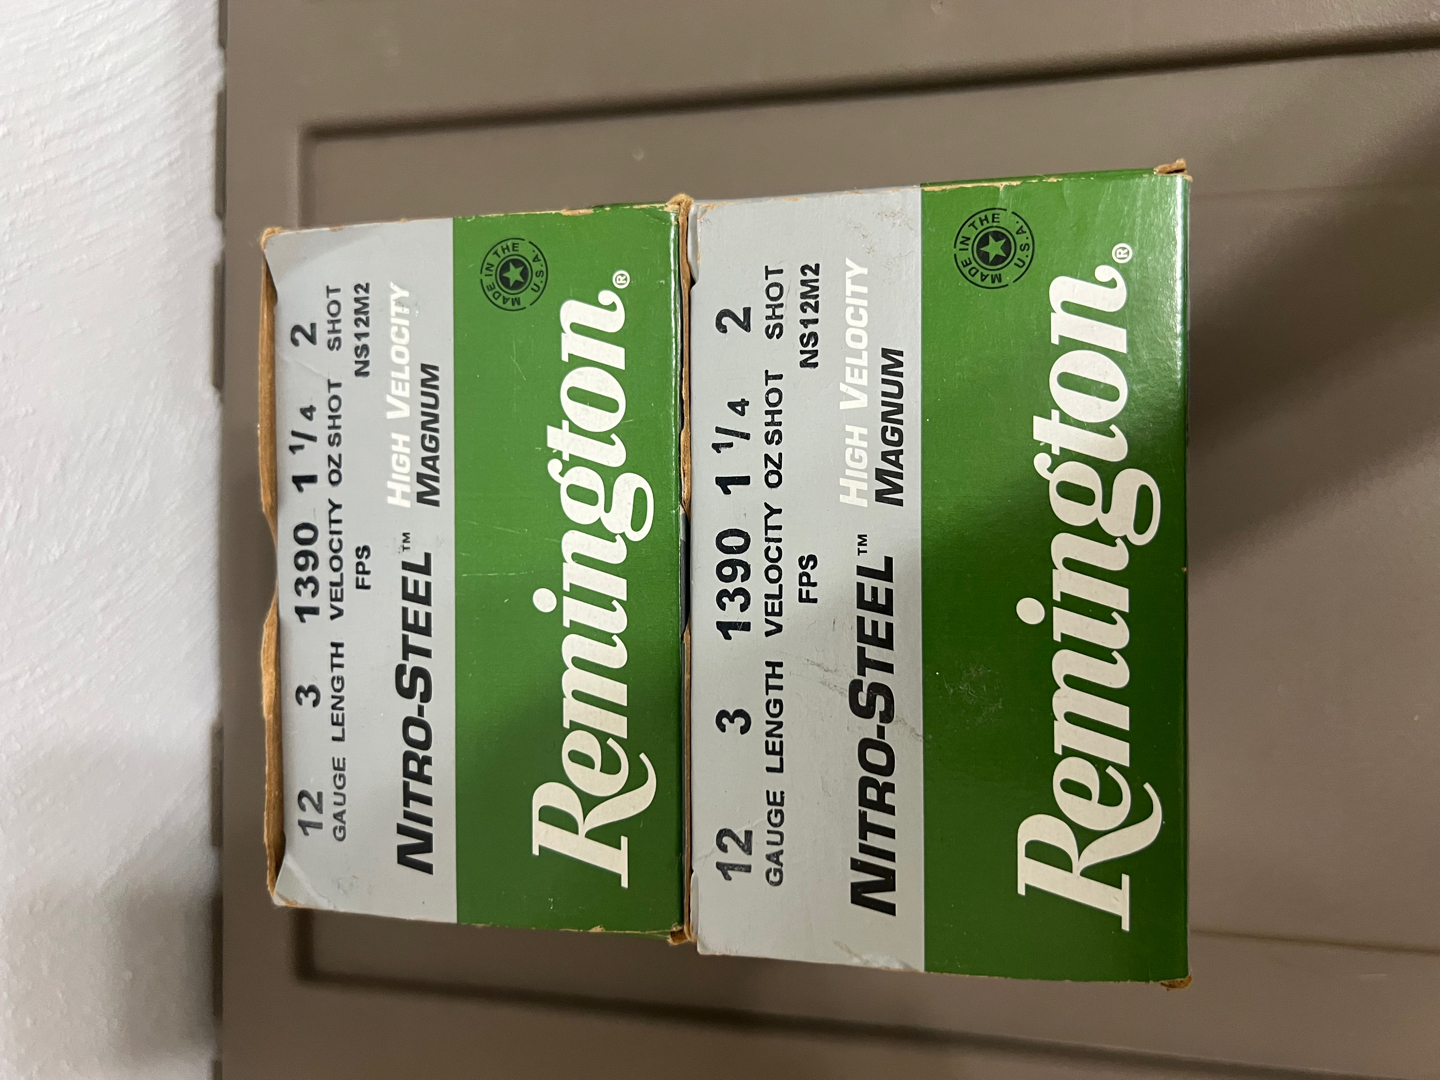 12 3 1390 1 1/4 2
GAUGE LENGTH VELOCITY OZ SHOT SHOT
FPS NS12M2
NITRO-STEEL™ HIGH VELOCITY
MAGNUM
MADE IN THE U.S.A.
Remington®
12 3 1390 1 1/4 2
GAUGE LENGTH VELOCITY OZ SHOT SHOT
FPS NS12M2
NITRO-STEEL™ HIGH VELOCITY
MAGNUM
MADE IN THE U.S.A.
Remington®